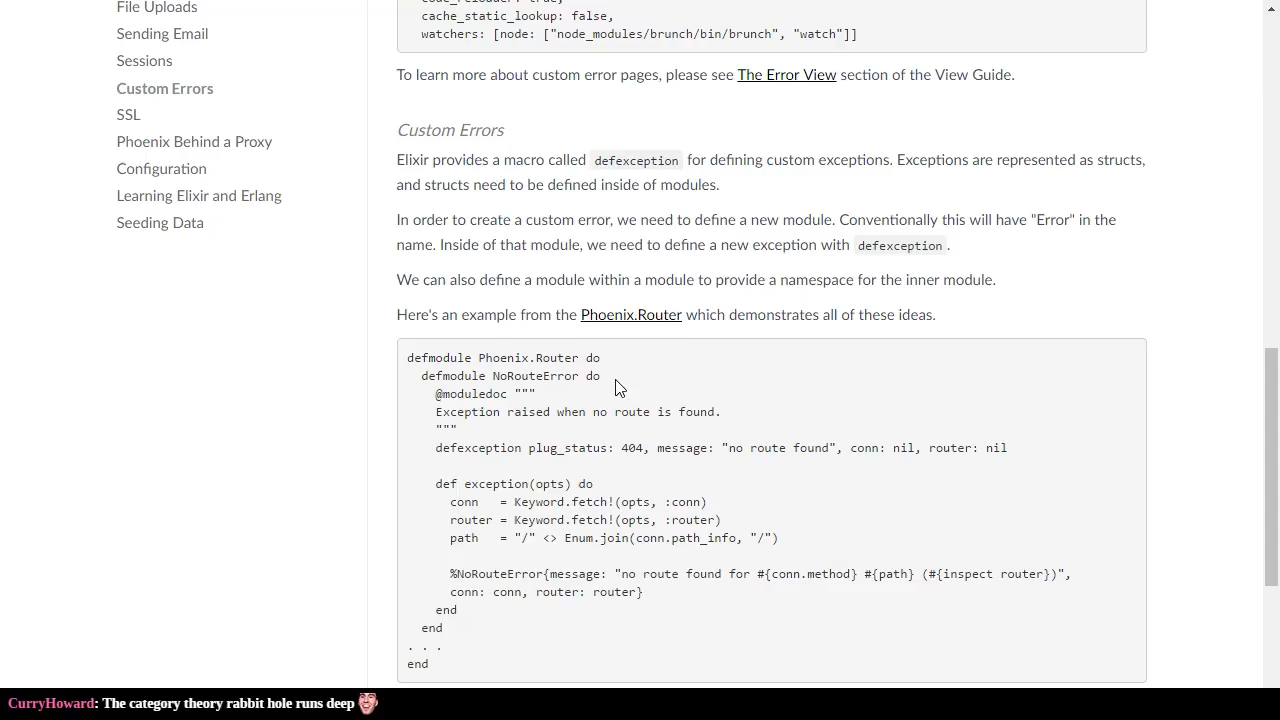 File Uploads
Sending Email
Sessions
Custom Errors
SSL
Phoenix Behind a Proxy
Configuration
Learning Elixir and Erlang
Seeding Data
code_reloader: true,
cache_static_lookup: false,
watchers: [node: ["node_modules/brunch/bin/brunch", "watch"]]
To learn more about custom error pages, please see The Error View section of the View Guide.
Custom Errors
Elixir provides a macro called defexception for defining custom exceptions. Exceptions are represented as structs,
and structs need to be defined inside of modules.
In order to create a custom error, we need to define a new module. Conventionally this will have "Error" in the
name. Inside of that module, we need to define a new exception with defexception.
We can also define a module within a module to provide a namespace for the inner module.
Here's an example from the Phoenix.Router which demonstrates all of these ideas.
defmodule Phoenix.Router do
  defmodule NoRouteError do
    @moduledoc """
    Exception raised when no route is found.
    """
    defexception plug_status: 404, message: "no route found", conn: nil, router: nil
    def exception(opts) do
      conn   = Keyword.fetch!(opts, :conn)
      router = Keyword.fetch!(opts, :router)
      path   = "/" <> Enum.join(conn.path_info, "/")
      %NoRouteError{message: "no route found for #{conn.method} #{path} (#{inspect router})",
      conn: conn, router: router}
    end
  end
. . .
end
CurryHoward: The category theory rabbit hole runs deep